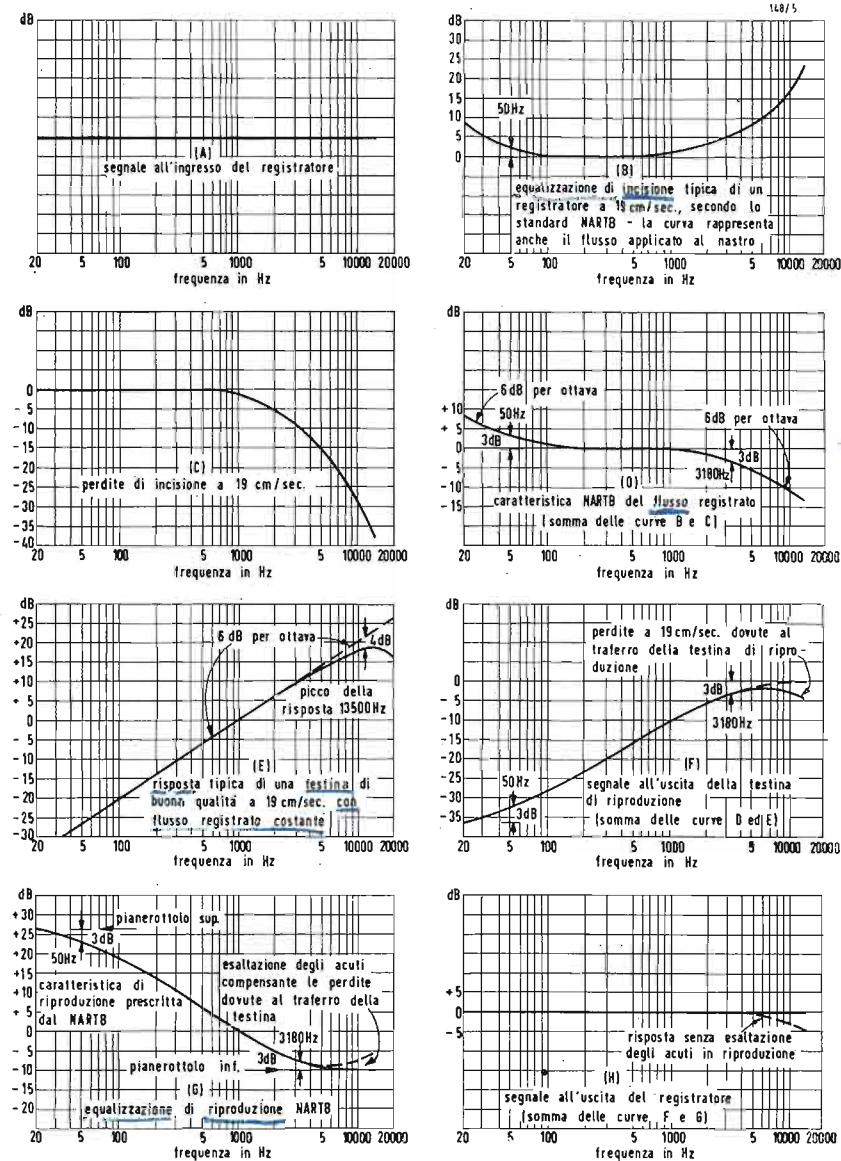 148/5
dB
(A)
segnale all'ingresso del registratore
20 5 100 5 1000 5 10000 20000
frequenza in Hz
dB
30
25
20
15
10
5
0
50Hz
(B)
equalizzazione di incisione tipica di un
registratore a 19 cm/sec., secondo lo
standard NARTB - la curva rappresenta
anche il flusso applicato al nastro
20 5 100 5 1000 5 10000 20000
frequenza in Hz
dB
0
- 5
- 10
- 15
- 20
- 25
- 30
- 35
- 40
(C)
perdite di incisione a 19 cm/sec.
20 5 100 5 1000 5 10000 20000
frequenza in Hz
dB
+ 10
+ 5
0
- 5
- 10
- 15
6 dB per ottava
50Hz
3dB
6 dB per ottava
3dB
3180Hz
(D)
caratteristica NARTB del flusso registrato
(somma delle curve B e C)
20 5 100 5 1000 5 10000 20000
frequenza in Hz
dB
+25
+20
+15
+10
+ 5
0
- 5
- 10
- 15
- 20
- 25
- 30
6 dB per ottava
4dB
picco della
risposta 13500Hz
(E)
risposta tipica di una testina di
buona qualità a 19 cm/sec. con
flusso registrato costante
20 5 100 5 1000 5 10000 20000
frequenza in Hz
dB
0
- 5
- 10
- 15
- 20
- 25
- 30
- 35
perdite a 19 cm/sec. dovute al
traferro della testina di ripro-
duzione
3dB
3180Hz
50Hz
3dB
(F)
segnale all'uscita della testina
di riproduzione
(somma delle curve D ed E)
20 5 100 5 1000 5 10000 20000
frequenza in Hz
dB
+ 30
+ 25
+ 20
+ 15
+ 10
+ 5
0
- 5
- 10
- 15
- 20
pianerottolo sup.
3dB
50Hz
caratteristica di
riproduzione prescritta
dal NARTB
esaltazione degli acuti
compensante le perdite
dovute al traferro della
testina
3180Hz
3dB
pianerottolo inf.
(G)
equalizzazione di riproduzione NARTB
20 5 100 5 1000 5 10000 20000
frequenza in Hz
dB
+ 5
0
- 5
risposta senza esaltazione
degli acuti in riproduzione
(H)
segnale all'uscita del registratore
(somma delle curve F e G)
20 5 100 5 1000 5 10000 20000
frequenza in Hz